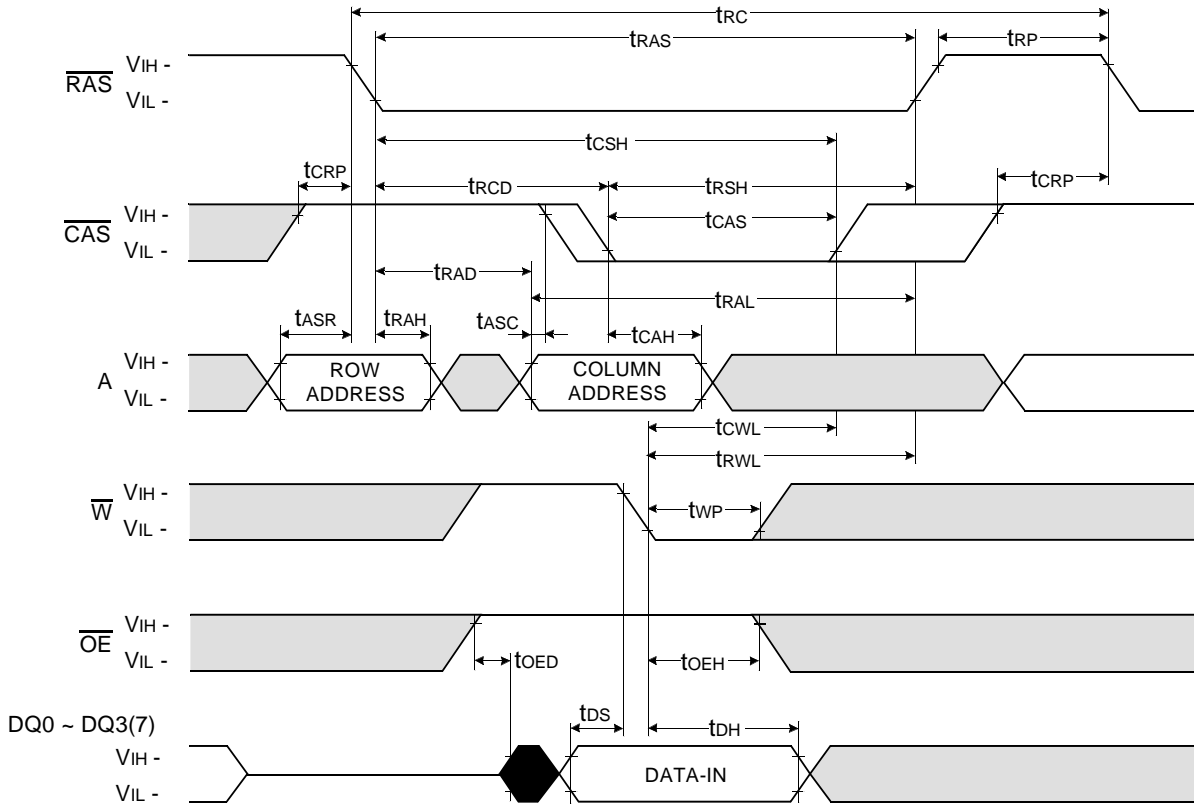 tRC
tRAS
tRP
RAS
VIH -
VIL -
tCSH
tCRP
tRCD
tRSH
tCRP
CAS
VIH -
VIL -
tCAS
tRAD
tRAL
tASR
tRAH
tASC
tCAH
A
VIH -
VIL -
ROW
ADDRESS
COLUMN
ADDRESS
tCWL
tRWL
W
VIH -
VIL -
tWP
OE
VIH -
VIL -
tOED
tOEH
tDS
tDH
DQ0 ~ DQ3(7)
VIH -
VIL -
DATA-IN